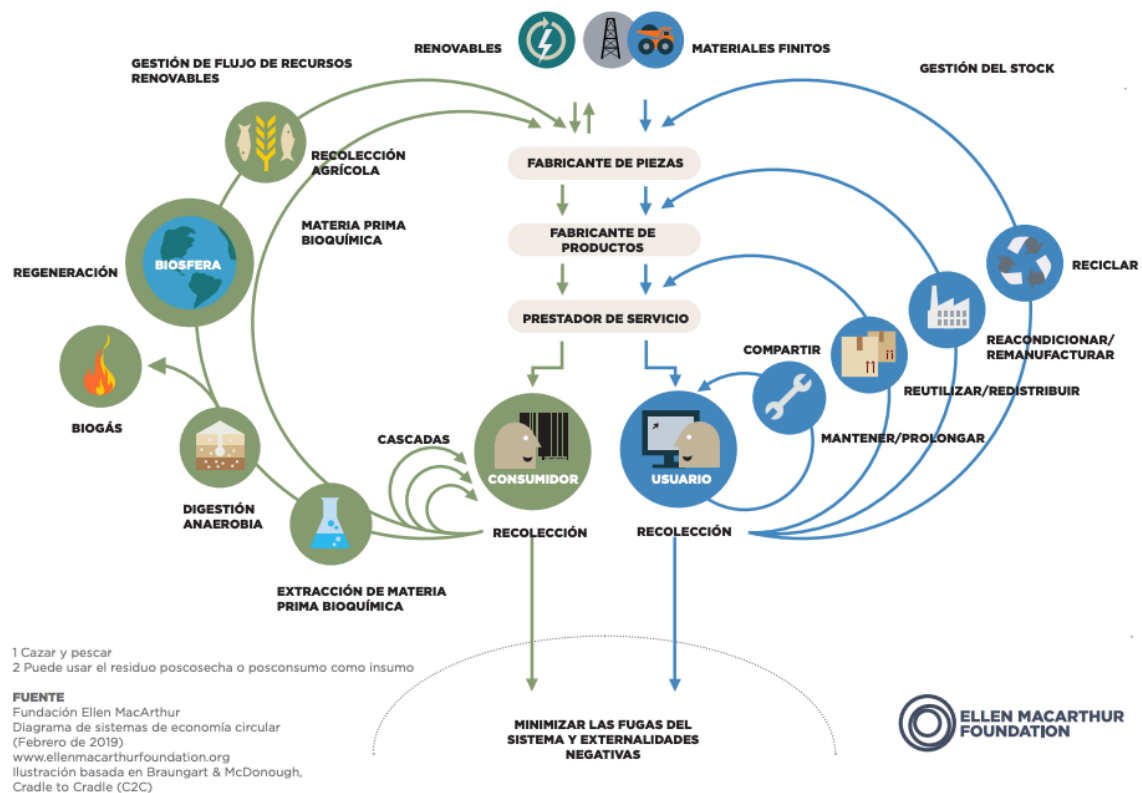 RENOVABLES
MATERIALES FINITOS
GESTIÓN DE FLUJO DE RECURSOS
RENOVABLES
GESTIÓN DEL STOCK
RECOLECCIÓN
AGRÍCOLA
FABRICANTE DE PIEZAS
MATERIA PRIMA
BIOQUÍMICA
FABRICANTE DE
PRODUCTOS
BIOSFERA
REGENERACIÓN
RECICLAR
PRESTADOR DE SERVICIO
REACONDICIONAR/
REMANUFACTURAR
COMPARTIR
REUTILIZAR/REDISTRIBUIR
BIOGÁS
CASCADAS
MANTENER/PROLONGAR
CONSUMIDOR
USUARIO
DIGESTIÓN
ANAEROBIA
RECOLECCIÓN
RECOLECCIÓN
EXTRACCIÓN DE MATERIA
PRIMA BIOQUÍMICA
1 Cazar y pescar
2 Puede usar el residuo poscosecha o posconsumo como insumo
FUENTE
Fundación Ellen MacArthur
Diagrama de sistemas de economía circular
(Febrero de 2019)
www.ellenmacarthurfoundation.org
Ilustración basada en Braungart & McDonough,
Cradle to Cradle (C2C)
MINIMIZAR LAS FUGAS DEL
SISTEMA Y EXTERNALIDADES
NEGATIVAS
ELLEN MACARTHUR
FOUNDATION